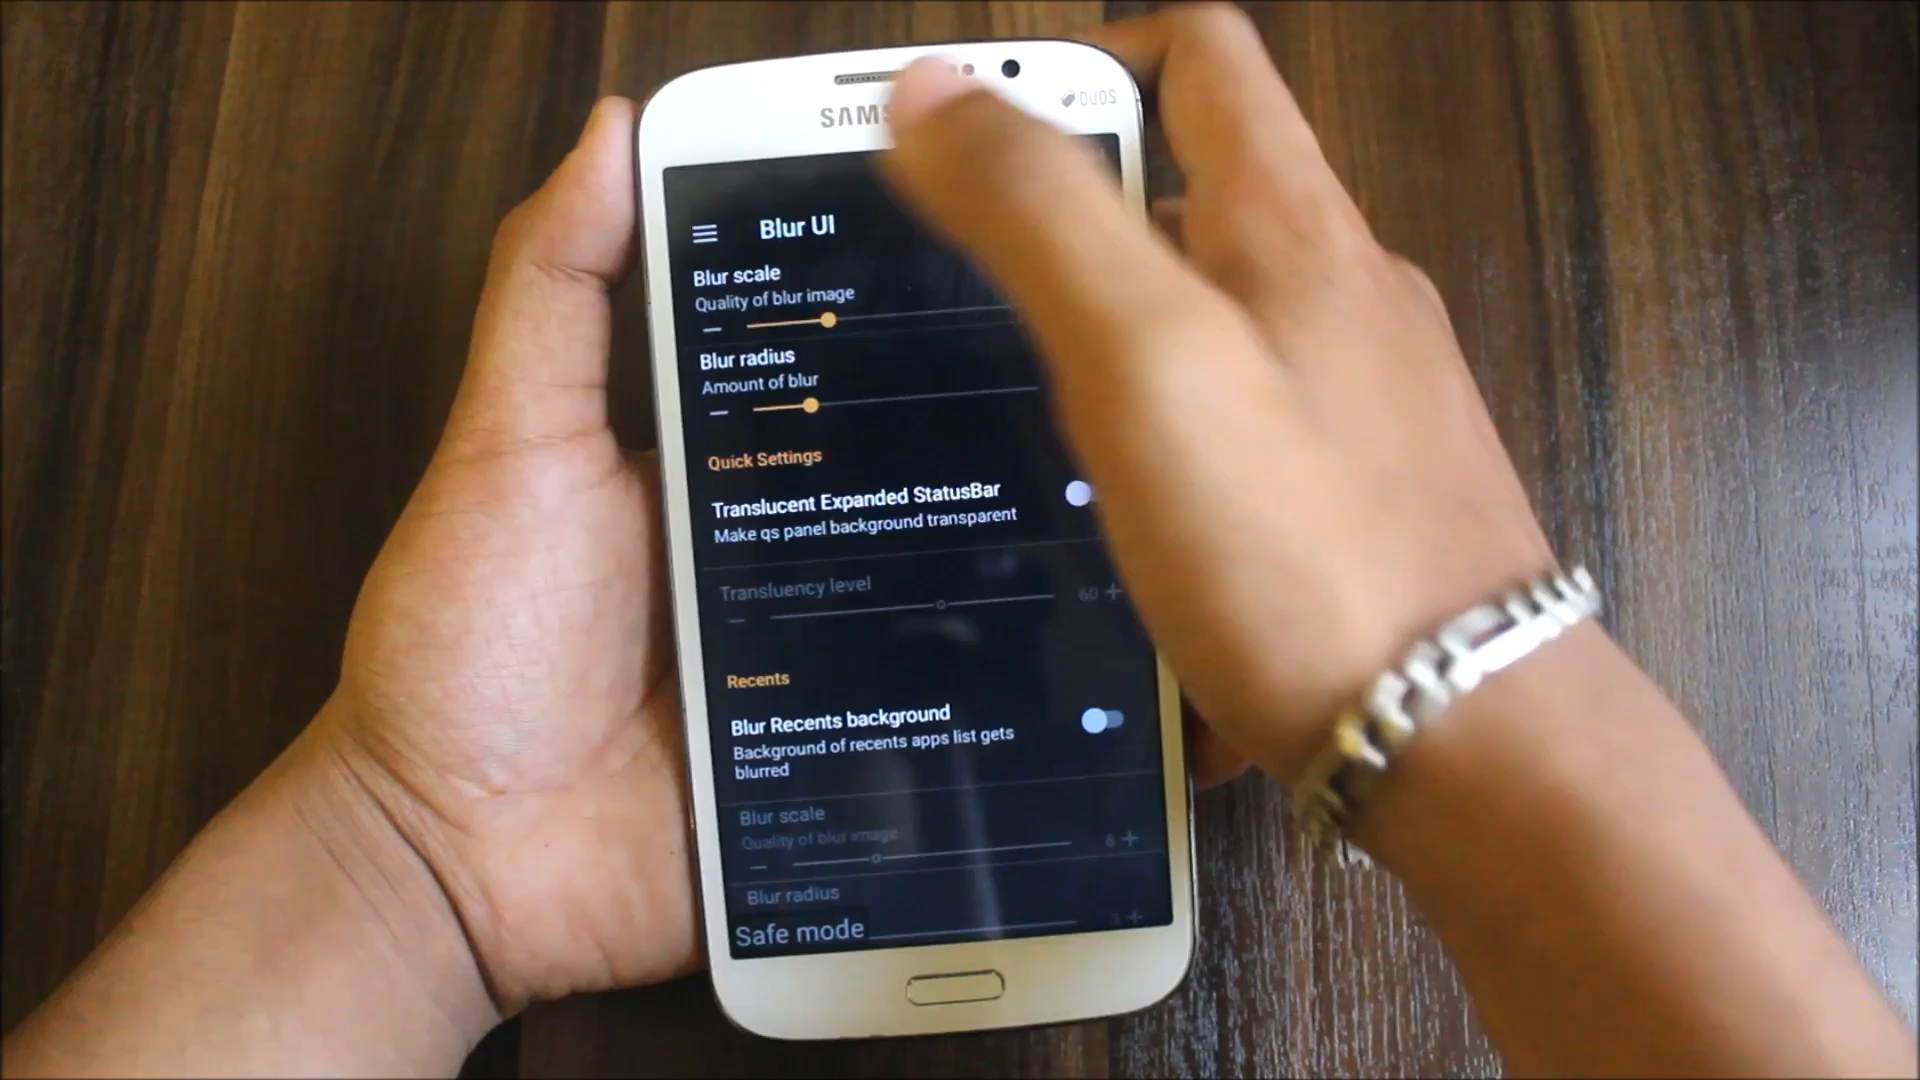 SAMS
DUOS
Blur UI
Blur scale
Quality of blur image
Blur radius
Amount of blur
Quick Settings
Translucent Expanded StatusBar
Make qs panel background transparent
Transluency level
60 +
Recents
Blur Recents background
Background of recents apps list gets
blurred
Blur scale
Quality of blur image
6 +
Blur radius
3 +
Safe mode